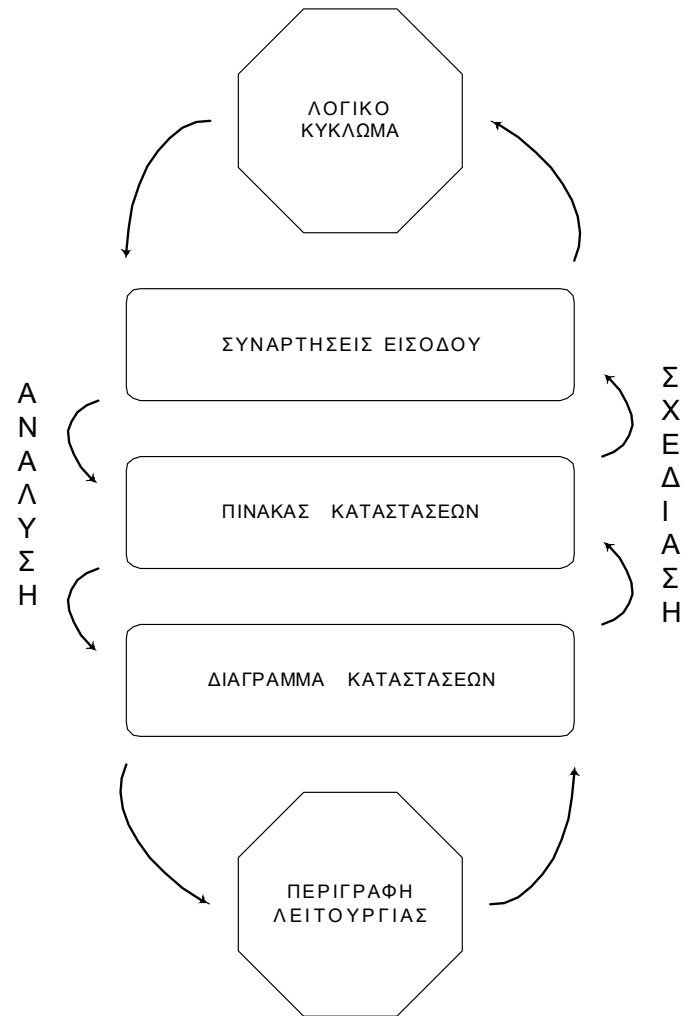 ΛΟΓΙΚΟ
ΚΥΚΛΩΜΑ
ΣΥΝΑΡΤΗΣΕΙΣ ΕΙΣΟΔΟΥ
ΑΝΑΛΥΣΗ
ΣΧΕΔΙΑΣΗ
ΠΙΝΑΚΑΣ ΚΑΤΑΣΤΑΣΕΩΝ
ΔΙΑΓΡΑΜΜΑ ΚΑΤΑΣΤΑΣΕΩΝ
ΠΕΡΙΓΡΑΦΗ
ΛΕΙΤΟΥΡΓΙΑΣ